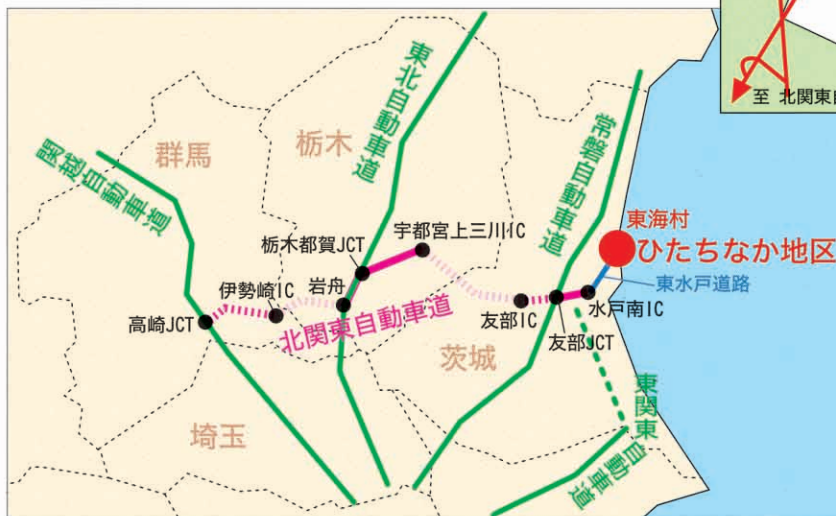 至 北関東自
東北自動車道
常磐自動車道
関越自動車道
群馬
栃木
東海村
ひたちなか地区
東水戸道路
宇都宮上三川IC
栃木都賀JCT
岩舟
伊勢崎IC
高崎JCT
北関東自動車道
友部IC
友部JCT
水戸南IC
茨城
埼玉
東関東
自動車道